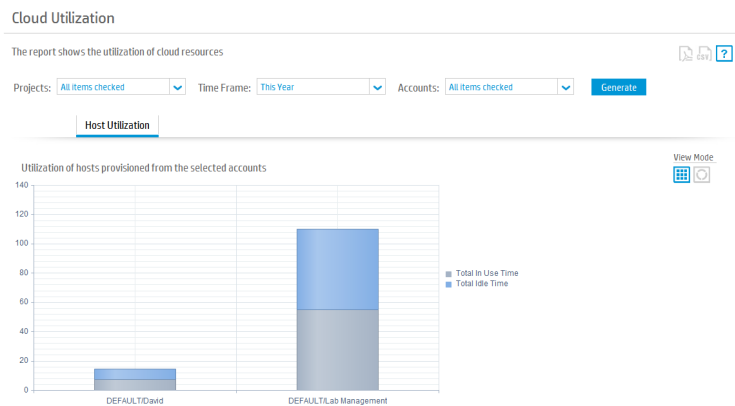 Cloud Utilization
The report shows the utilization of cloud resources
CSV
?
Projects: All items checked Time Frame: This Year Accounts: All items checked Generate
Host Utilization
View Mode
Utilization of hosts provisioned from the selected accounts
140
120
100
80
60
40
20
0
Total In Use Time
Total Idle Time
DEFAULT/David DEFAULT/Lab Management